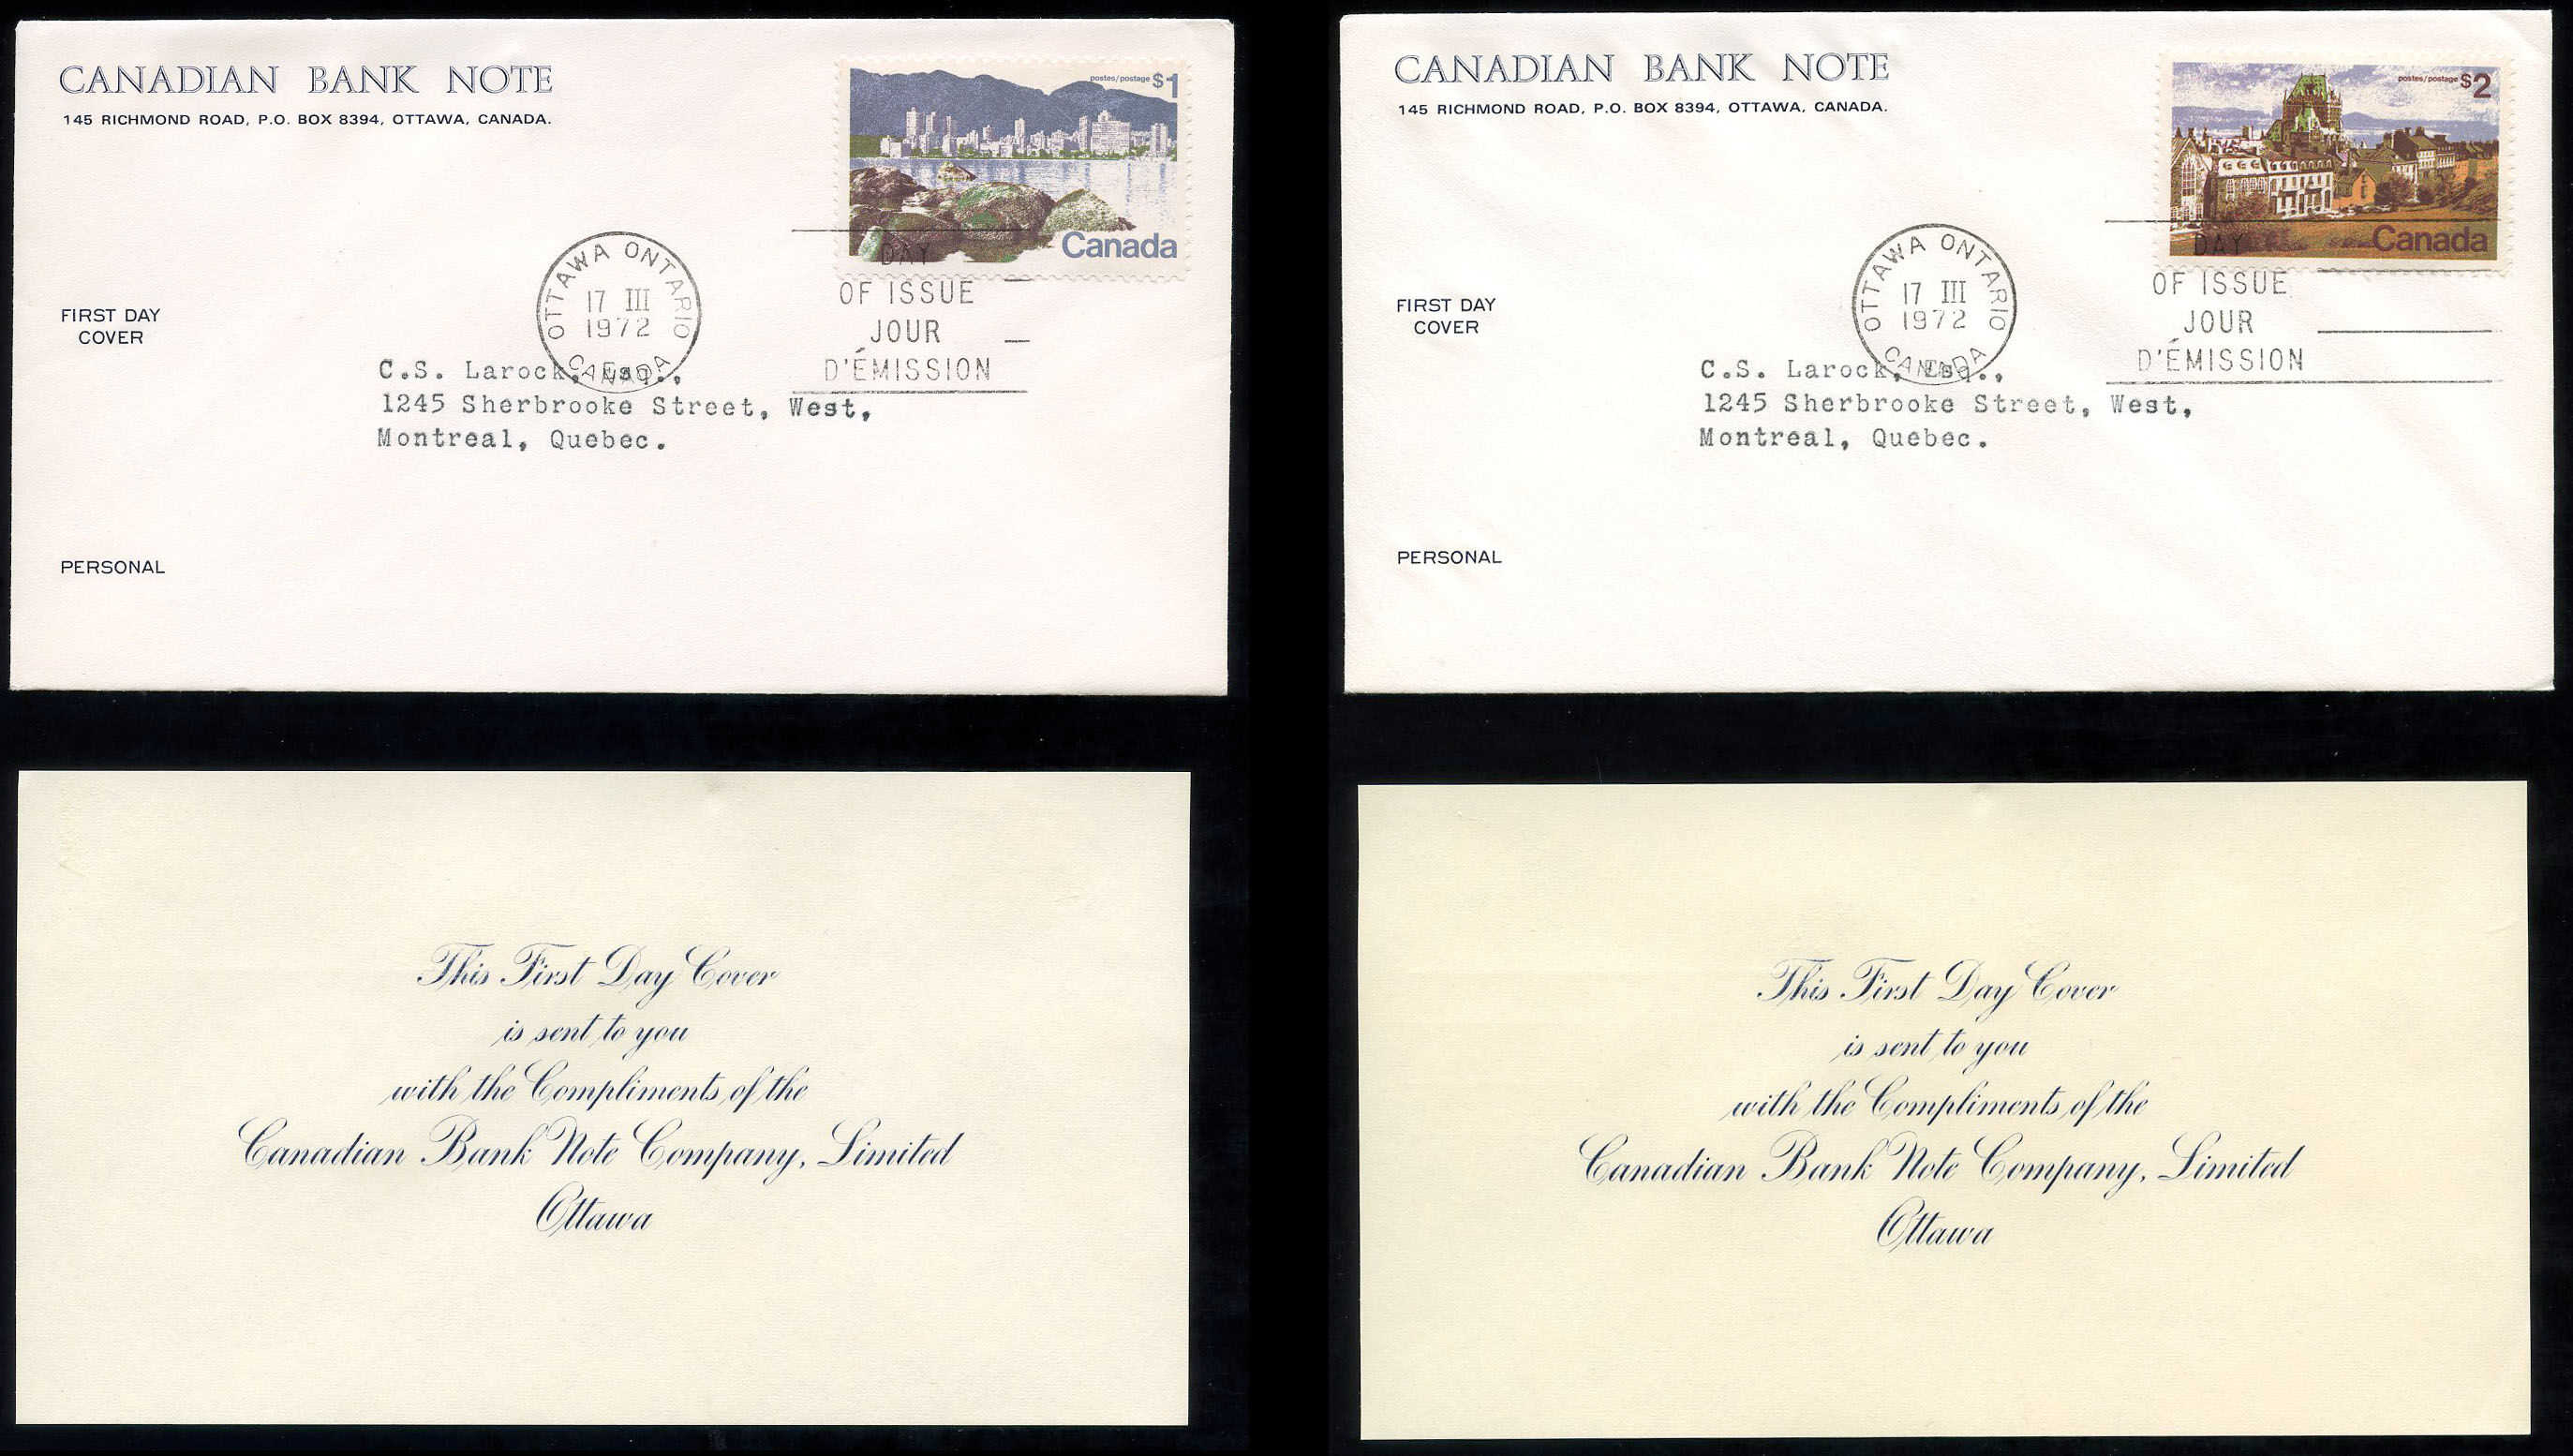 CANADIAN BANK NOTE
145 RICHMOND ROAD, P.O. BOX 8394, OTTAWA, CANADA.
postes/postage $1
Canada
OTTAWA ONTARIO
17 III
1972
CANADA
DAY
OF ISSUE
JOUR
D'ÉMISSION
FIRST DAY
COVER
C.S. Larock, Esq.,
1245 Sherbrooke Street, West,
Montreal, Quebec.
PERSONAL
CANADIAN BANK NOTE
145 RICHMOND ROAD, P.O. BOX 8394, OTTAWA, CANADA.
postes/postage $2
Canada
OTTAWA ONTARIO
17 III
1972
CANADA
DAY
OF ISSUE
JOUR
D'ÉMISSION
FIRST DAY
COVER
C.S. Larock, Esq.,
1245 Sherbrooke Street, West,
Montreal, Quebec.
PERSONAL
This First Day Cover
is sent to you
with the Compliments of the
Canadian Bank Note Company, Limited
Ottawa
This First Day Cover
is sent to you
with the Compliments of the
Canadian Bank Note Company, Limited
Ottawa